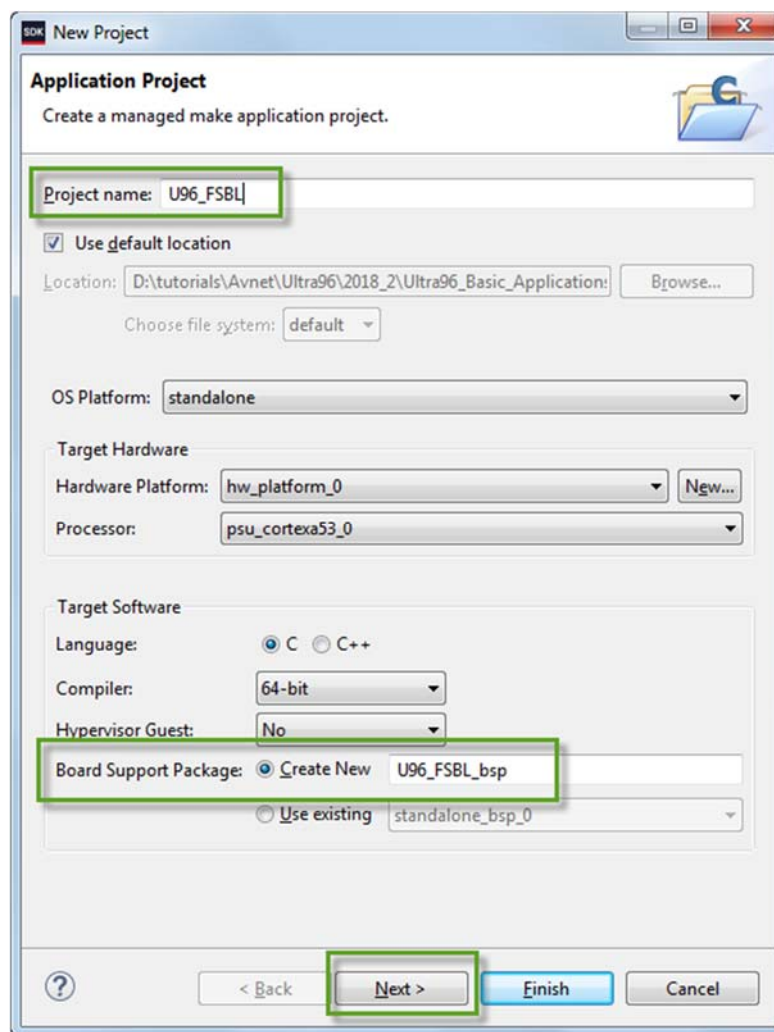 SDK New Project
Application Project
Create a managed make application project.
Project name: U96_FSBL
Use default location
Location: D:\tutorials\Avnet\Ultra96\2018_2\Ultra96_Basic_Application: Browse...
Choose file system: default
OS Platform: standalone
Target Hardware
Hardware Platform: hw_platform_0 New...
Processor: psu_cortexa53_0
Target Software
Language: C C++
Compiler: 64-bit
Hypervisor Guest: No
Board Support Package: Create New U96_FSBL_bsp
Use existing standalone_bsp_0
? < Back Next > Finish Cancel